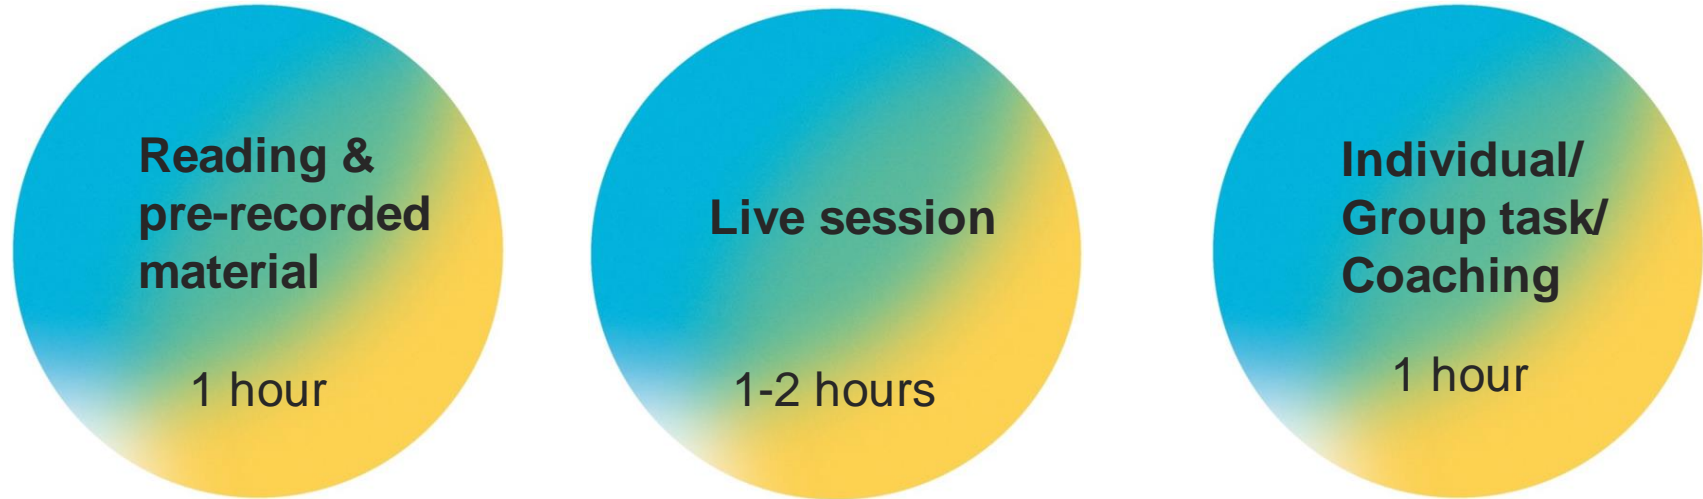 Reading &
pre-recorded
material
1 hour
Live session
1-2 hours
Individual/
Group task/
Coaching
1 hour